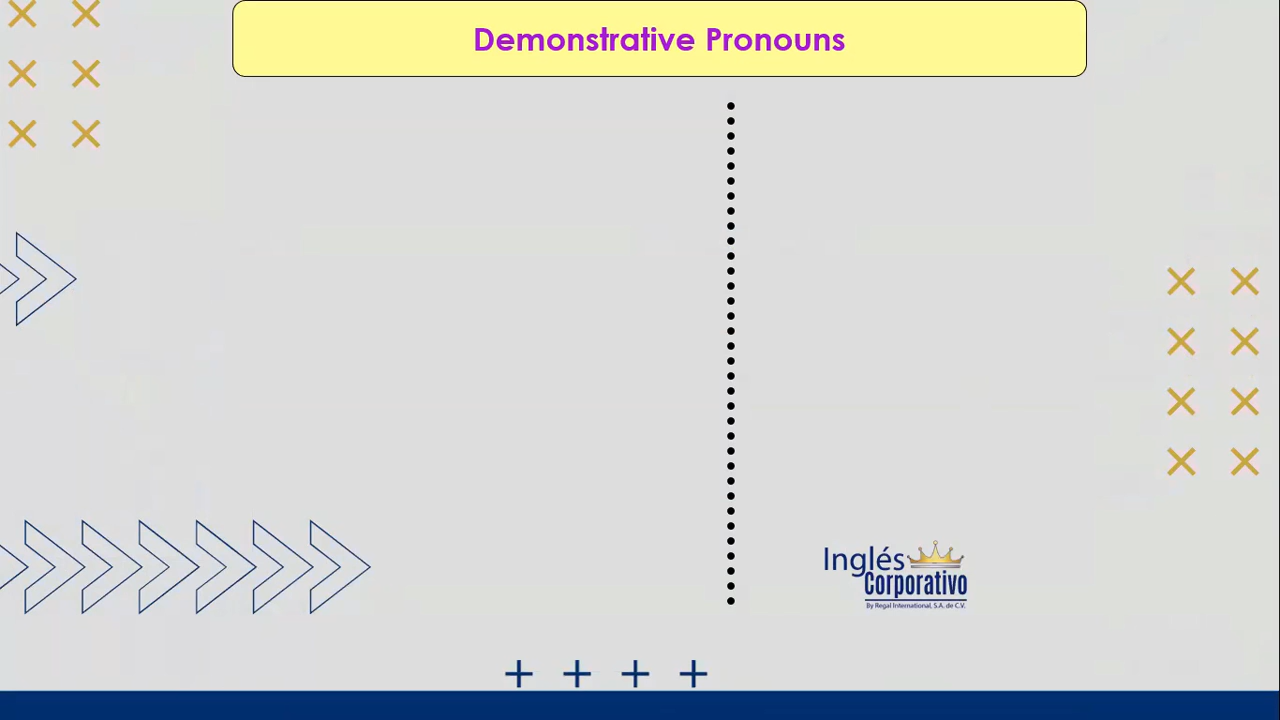 Demonstrative Pronouns
Inglés
Corporativo
By Regal International, S.A. de C.V.